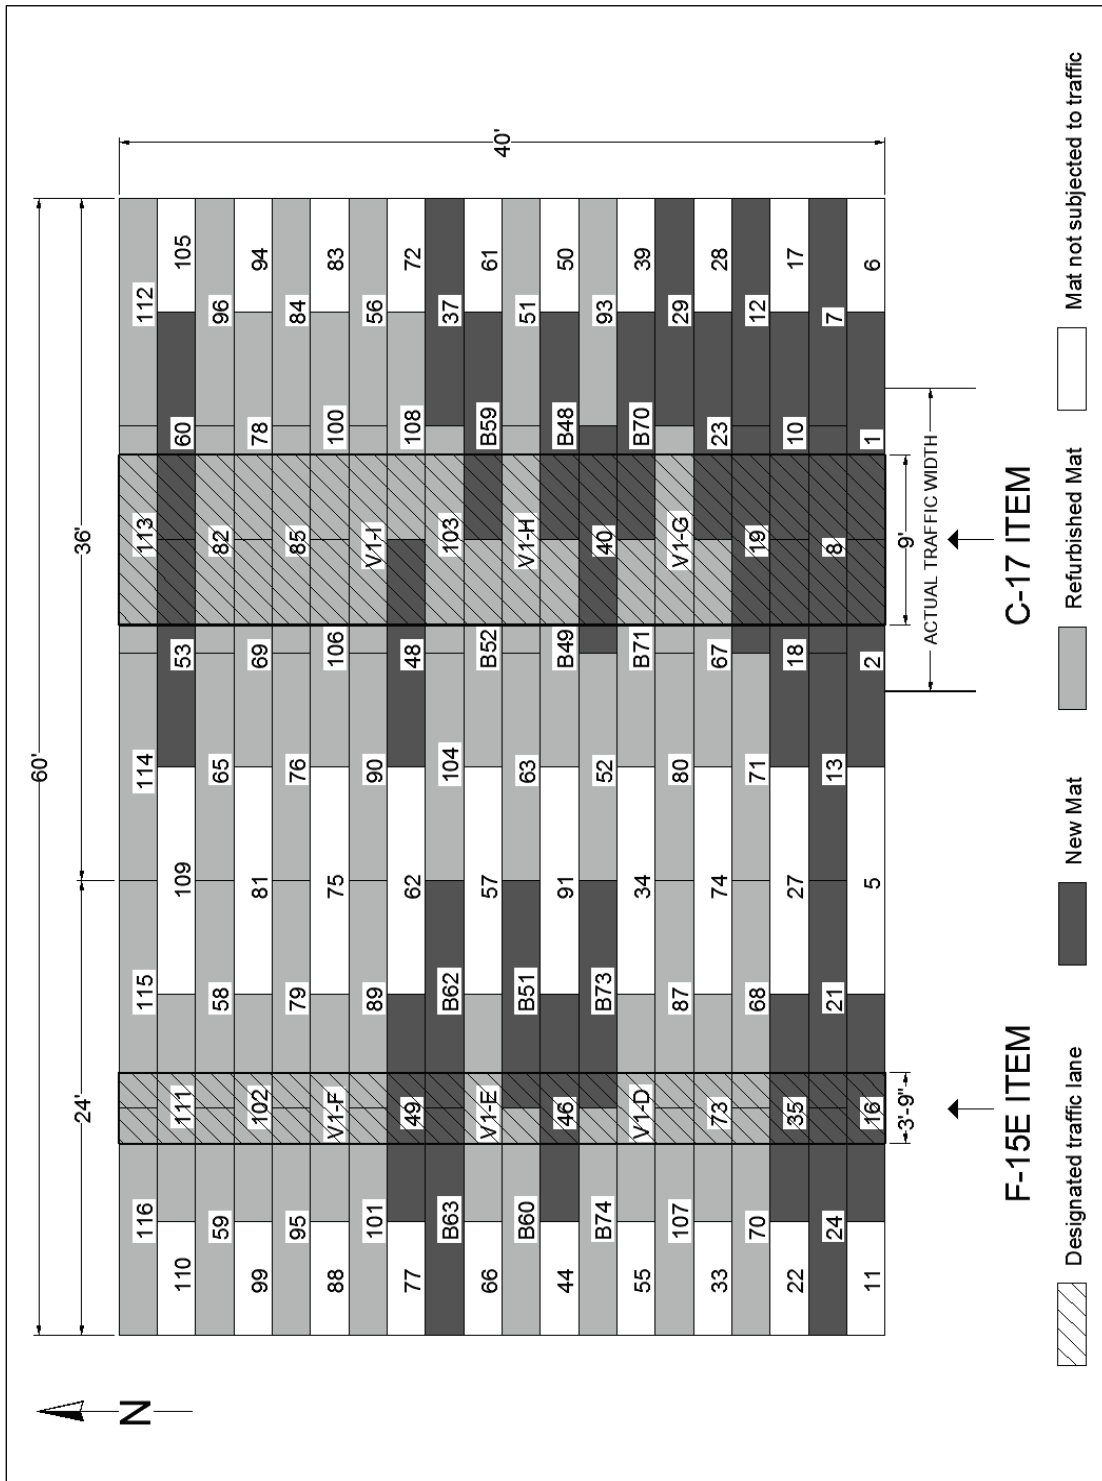 60'
24' 36'
N
40'
116 115 114 113 112
110 111 109 53 60 105
59 58 65 82 96
99 102 81 69 78 94
95 79 76 85 84
88 V1-F 75 106 100 83
101 89 90 V1-I 56
77 49 62 48 108 72
B63 B62 104 103 37
66 V1-E 57 B52 B59 61
B60 B51 63 V1-H 51
44 46 91 B49 B48 50
B74 B73 52 40 93
55 V1-D 34 B71 B70 39
107 87 80 V1-G 29
33 73 74 67 23 28
70 68 71 19 12
22 35 27 18 10 17
24 21 13 8 7
11 16 5 2 1 6
3'-9" 9'
ACTUAL TRAFFIC WIDTH
F-15E ITEM C-17 ITEM
Designated traffic lane New Mat Refurbished Mat Mat not subjected to traffic